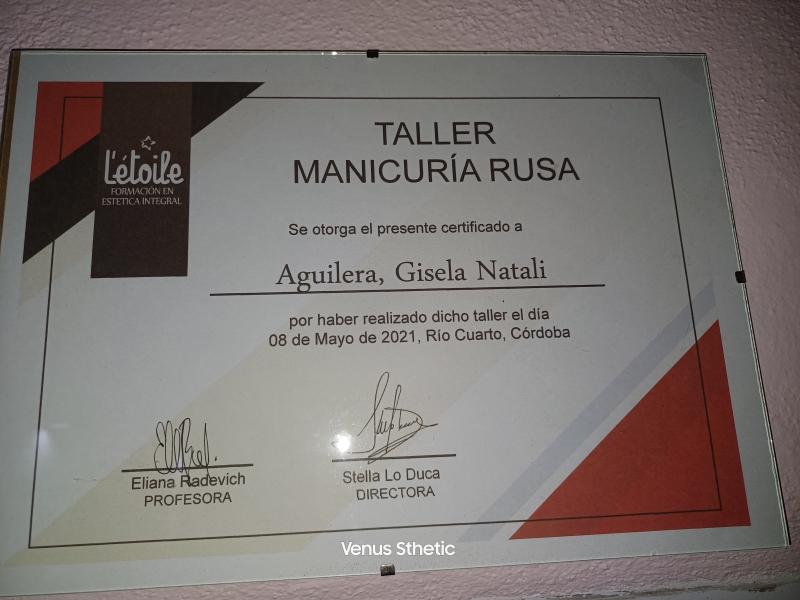 l'étoile
FORMACIÓN EN
ESTETICA INTEGRAL
TALLER
MANICURÍA RUSA
Se otorga el presente certificado a
Aguilera, Gisela Natali
por haber realizado dicho taller el día
08 de Mayo de 2021, Río Cuarto, Córdoba
Eliana Radevich
PROFESORA
Stella Lo Duca
DIRECTORA
Venus Sthetic